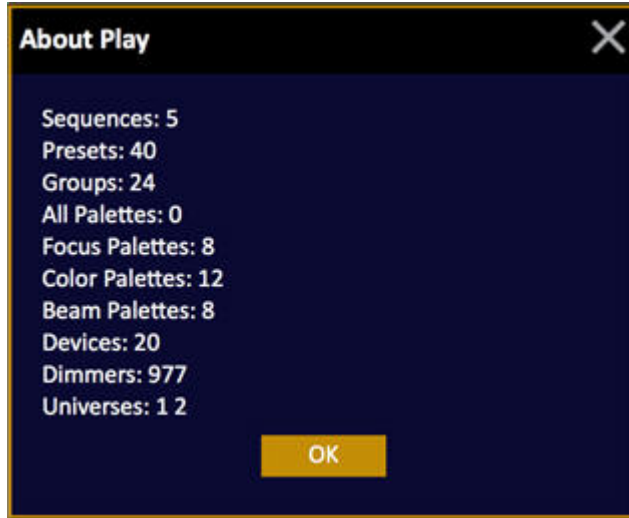 About Play
Sequences: 5
Presets: 40
Groups: 24
All Palettes: 0
Focus Palettes: 8
Color Palettes: 12
Beam Palettes: 8
Devices: 20
Dimmers: 977
Universes: 1 2
OK